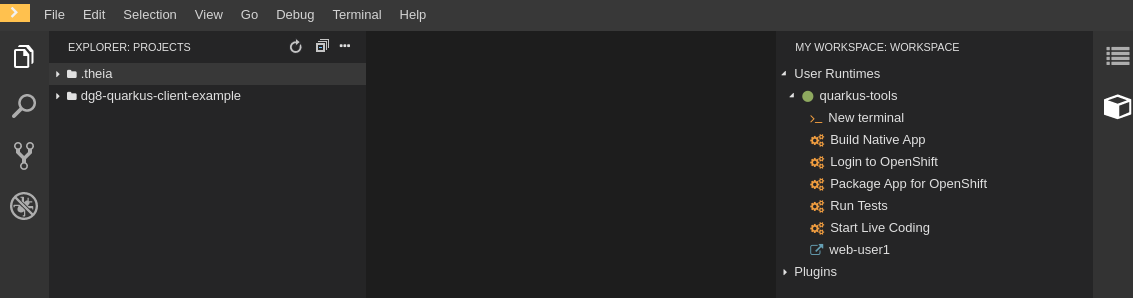 File Edit Selection View Go Debug Terminal Help
EXPLORER: PROJECTS
.theia
dg8-quarkus-client-example
MY WORKSPACE: WORKSPACE
User Runtimes
quarkus-tools
New terminal
Build Native App
Login to OpenShift
Package App for OpenShift
Run Tests
Start Live Coding
web-user1
Plugins